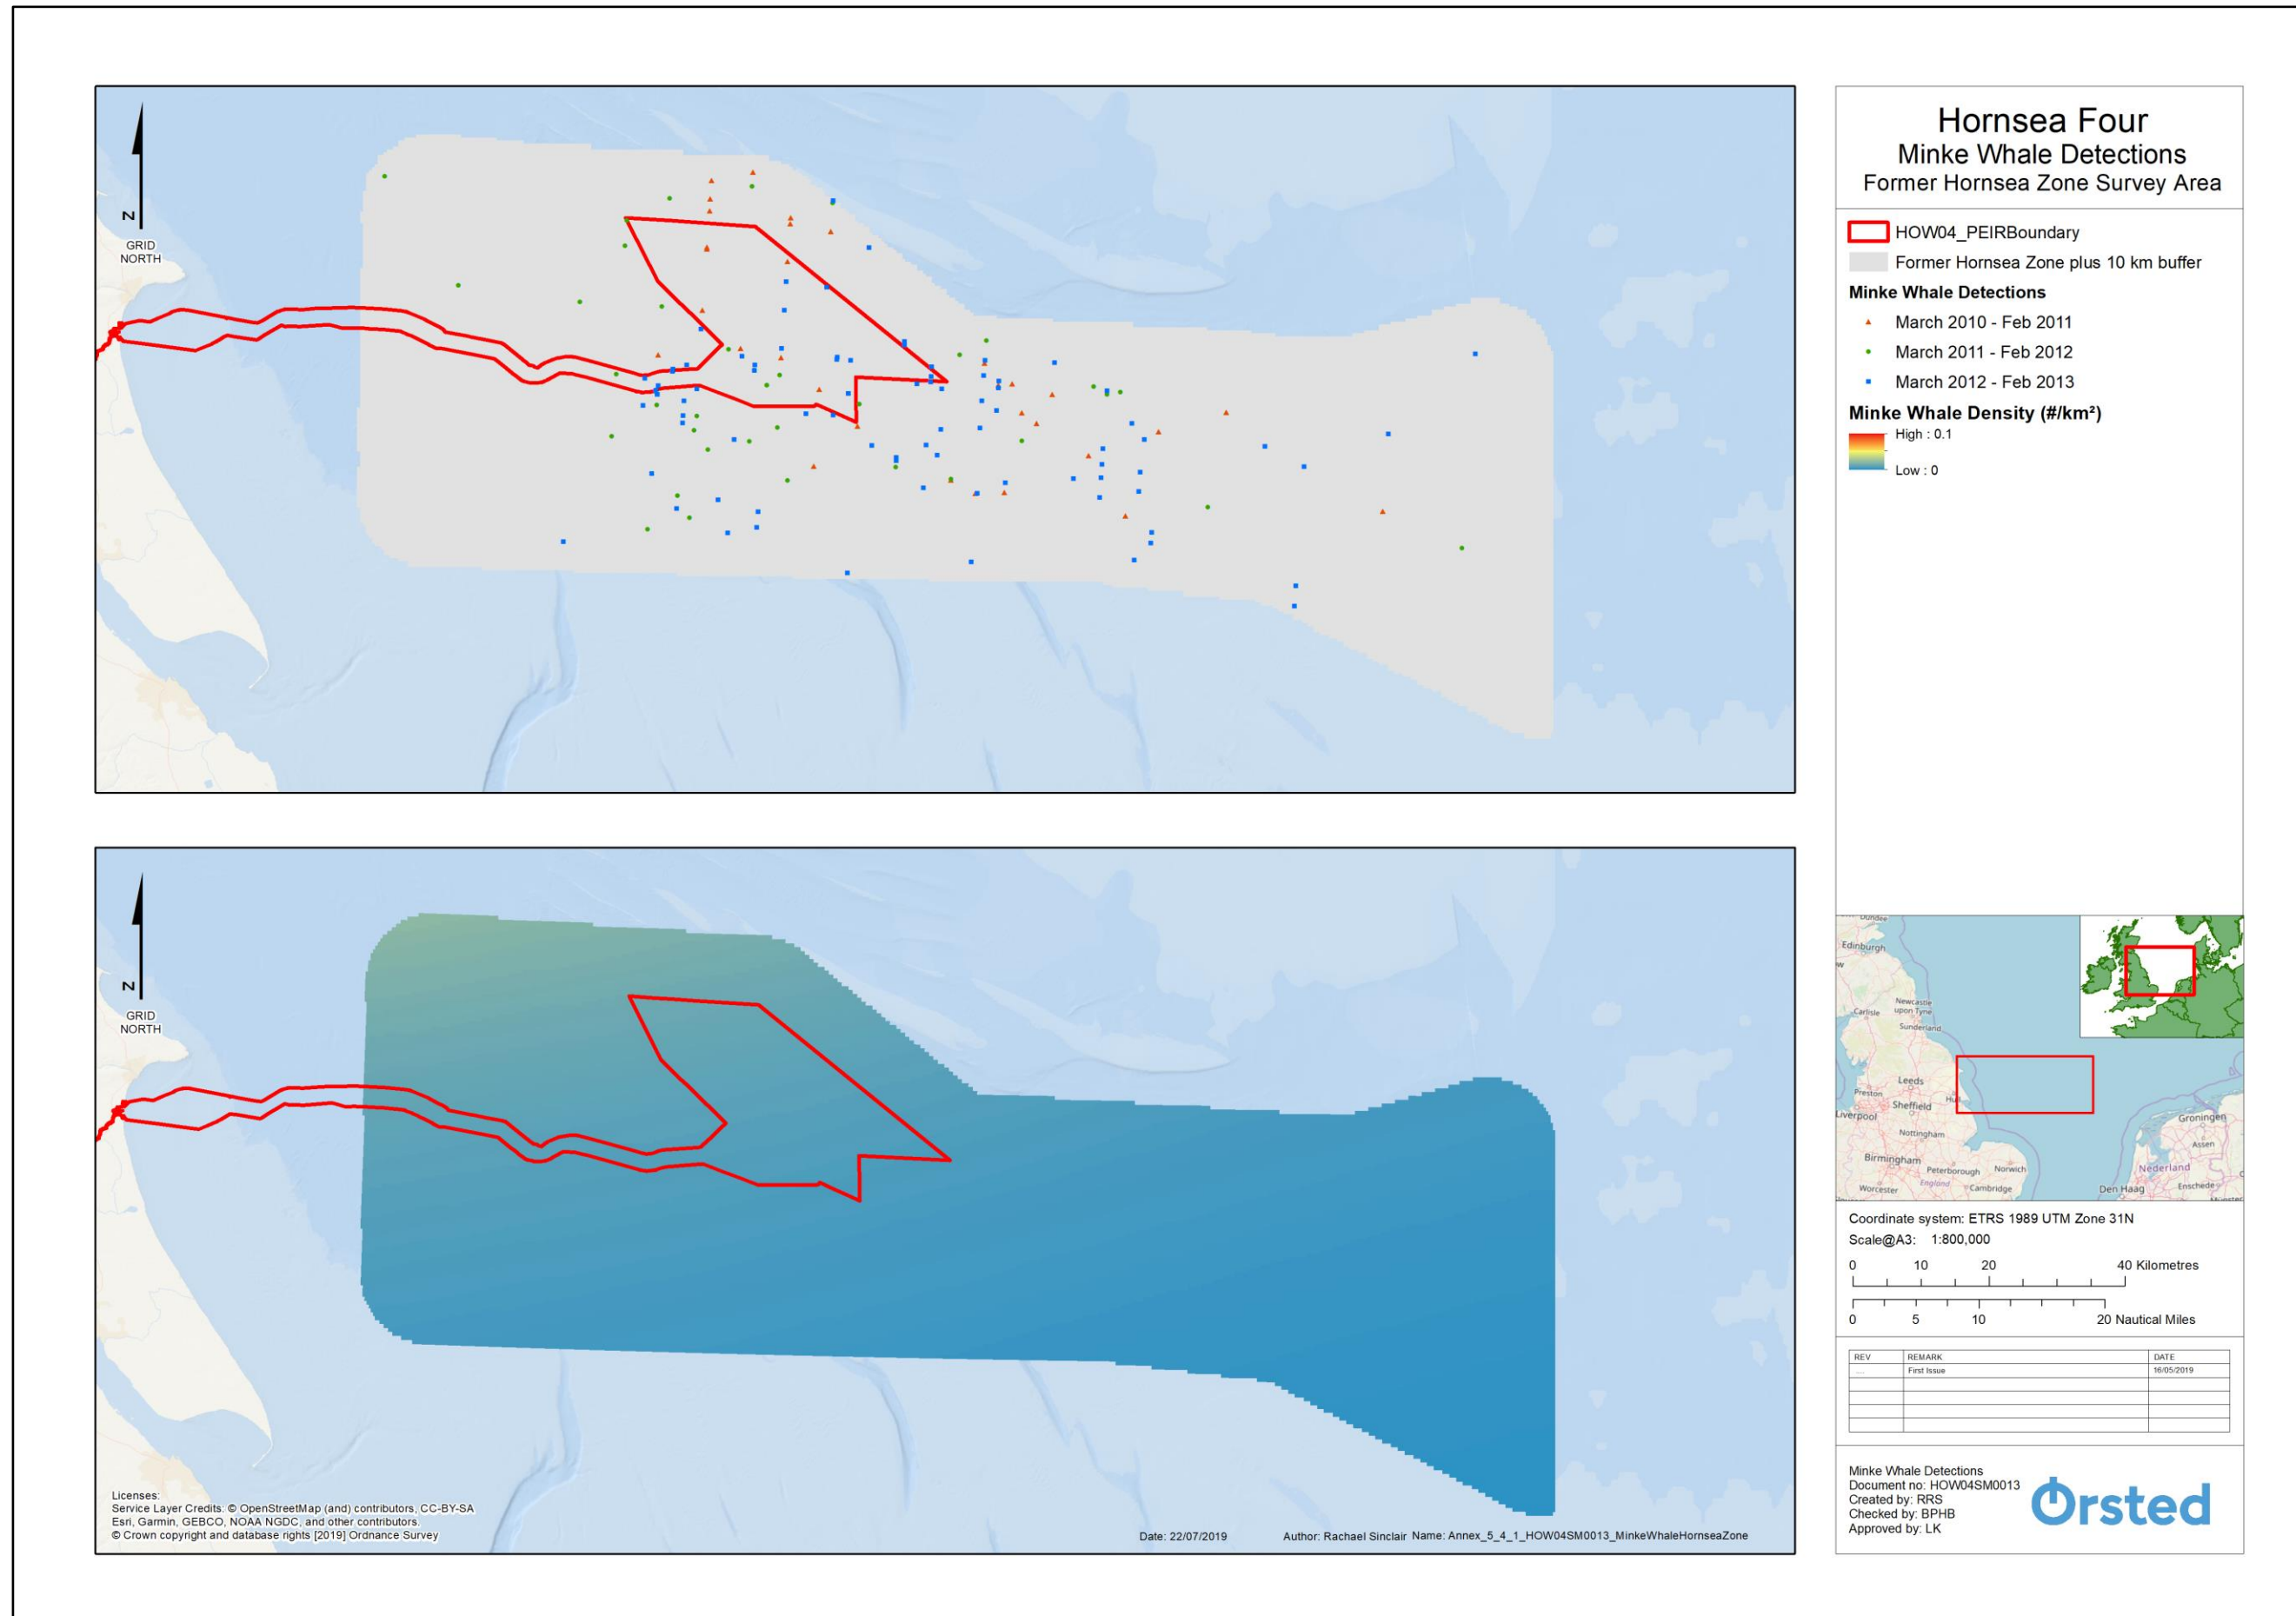 N
GRID
NORTH
N
GRID
NORTH
Licenses:
Service Layer Credits: © OpenStreetMap (and) contributors, CC-BY-SA
Esri, Garmin, GEBCO, NOAA NGDC, and other contributors.
© Crown copyright and database rights [2019] Ordnance Survey
Date: 22/07/2019 Author: Rachael Sinclair Name: Annex_5_4_1_HOW04SM0013_MinkeWhaleHornseaZone
Hornsea Four
Minke Whale Detections
Former Hornsea Zone Survey Area
HOW04_PEIRBoundary
Former Hornsea Zone plus 10 km buffer
Minke Whale Detections
March 2010 - Feb 2011
March 2011 - Feb 2012
March 2012 - Feb 2013
Minke Whale Density (#/km²)
High : 0.1
Low : 0
Dundee
Edinburgh
Newcastle
upon Tyne
Carlisle
Sunderland
Leeds
Preston
Hull
Sheffield
Liverpool
Groningen
Nottingham
Assen
Birmingham
Peterborough
Norwich
Nederland
Worcester
England
Cambridge
Den Haag
Enschede
Coordinate system: ETRS 1989 UTM Zone 31N
Scale@A3: 1:800,000
0 10 20 40 Kilometres
0 5 10 20 Nautical Miles
REV REMARK DATE
.... First Issue 16/05/2019
Minke Whale Detections
Document no: HOW04SM0013
Created by: RRS
Checked by: BPHB
Approved by: LK
Orsted